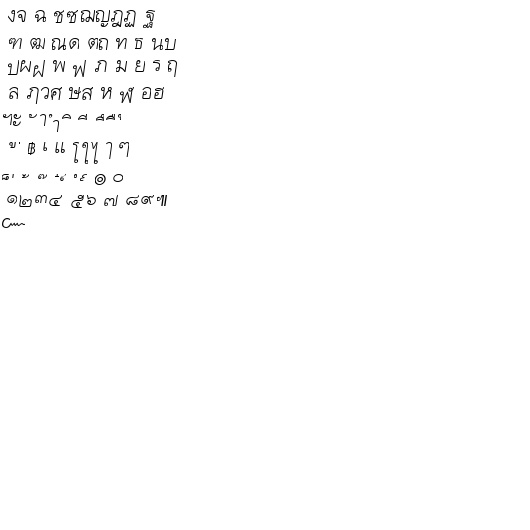 งจ ฉ ชซฌญฎฏ ฐ
ฑ ฒ ณด ตถ ท ธ นบ
ปผฝ พ ฟ ภ ม ย ร ฤ
ล ฦวศ ษส ห ฬ อฮ
ฯะ ั า ำ ิ ี ึ ื ุ
ู ฺ ฿ เ แ โใไ ๅ ๆ
็ ่ ้ ๊ ๋ ์ ํ ๎ ๏ ๐
๑๒๓๔ ๕๖ ๗ ๘๙๚
๛